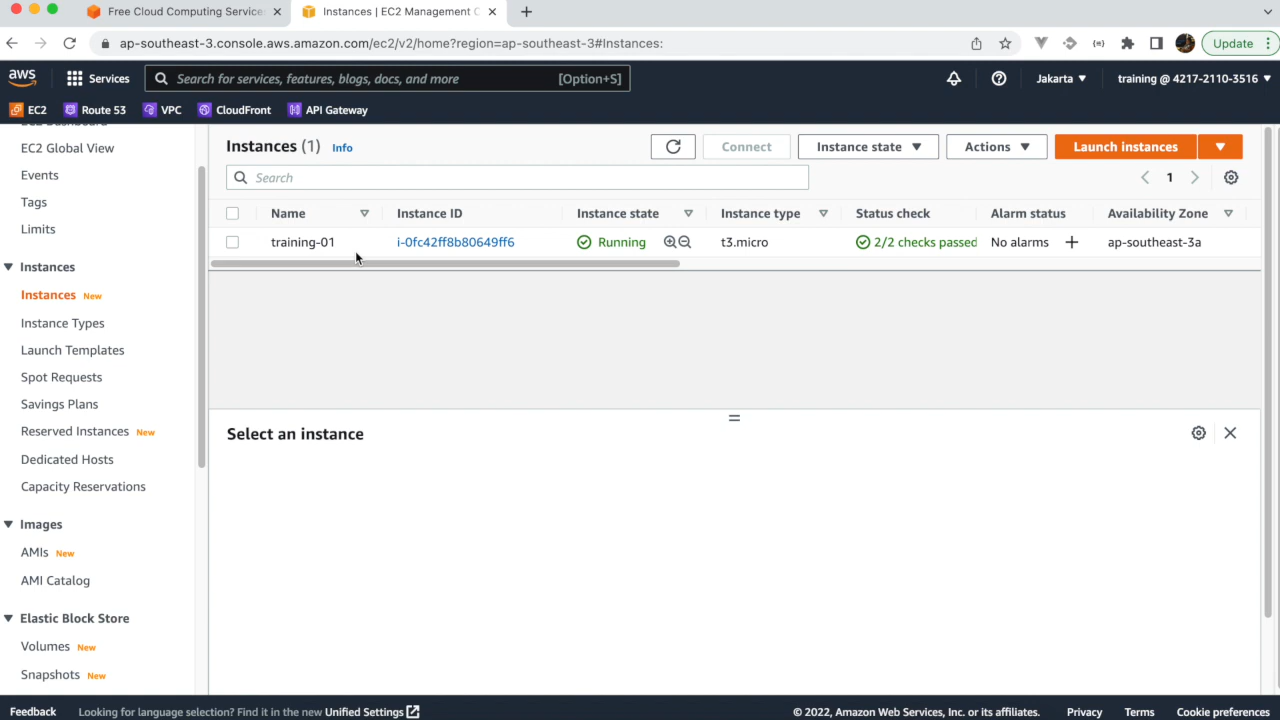 Free Cloud Computing Services
Instances | EC2 Management C
ap-southeast-3.console.aws.amazon.com/ec2/v2/home?region=ap-southeast-3#Instances:
Update
aws Services Search for services, features, blogs, docs, and more [Option+S] Jakarta training @ 4217-2110-3516
EC2 Route 53 VPC CloudFront API Gateway
EC2 Dashboard
EC2 Global View
Events
Tags
Limits
Instances
Instances New
Instance Types
Launch Templates
Spot Requests
Savings Plans
Reserved Instances New
Dedicated Hosts
Capacity Reservations
Images
AMIs New
AMI Catalog
Elastic Block Store
Volumes New
Snapshots New
Instances (1) Info Connect Instance state Actions Launch instances
Search 1
Name Instance ID Instance state Instance type Status check Alarm status Availability Zone
training-01 i-0fc42ff8b80649ff6 Running t3.micro 2/2 checks passed No alarms + ap-southeast-3a
Select an instance
Feedback Looking for language selection? Find it in the new Unified Settings © 2022, Amazon Web Services, Inc. or its affiliates. Privacy Terms Cookie preferences